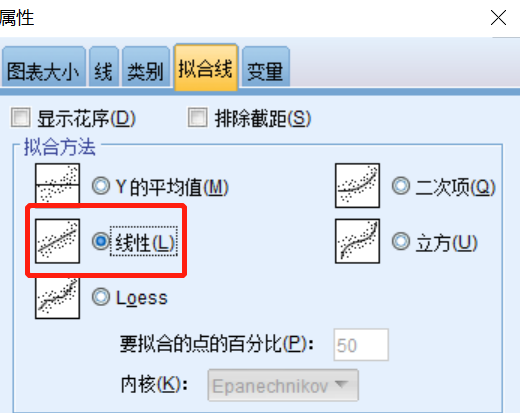 属性
图表大小 线 类别 拟合线 变量
显示花序(D) 排除截距(S)
拟合方法
Y 的平均值(M) 二次项(Q)
线性(L) 立方(U)
Loess
要拟合的点的百分比(P)： 50
内核(K)： Epanechnikov